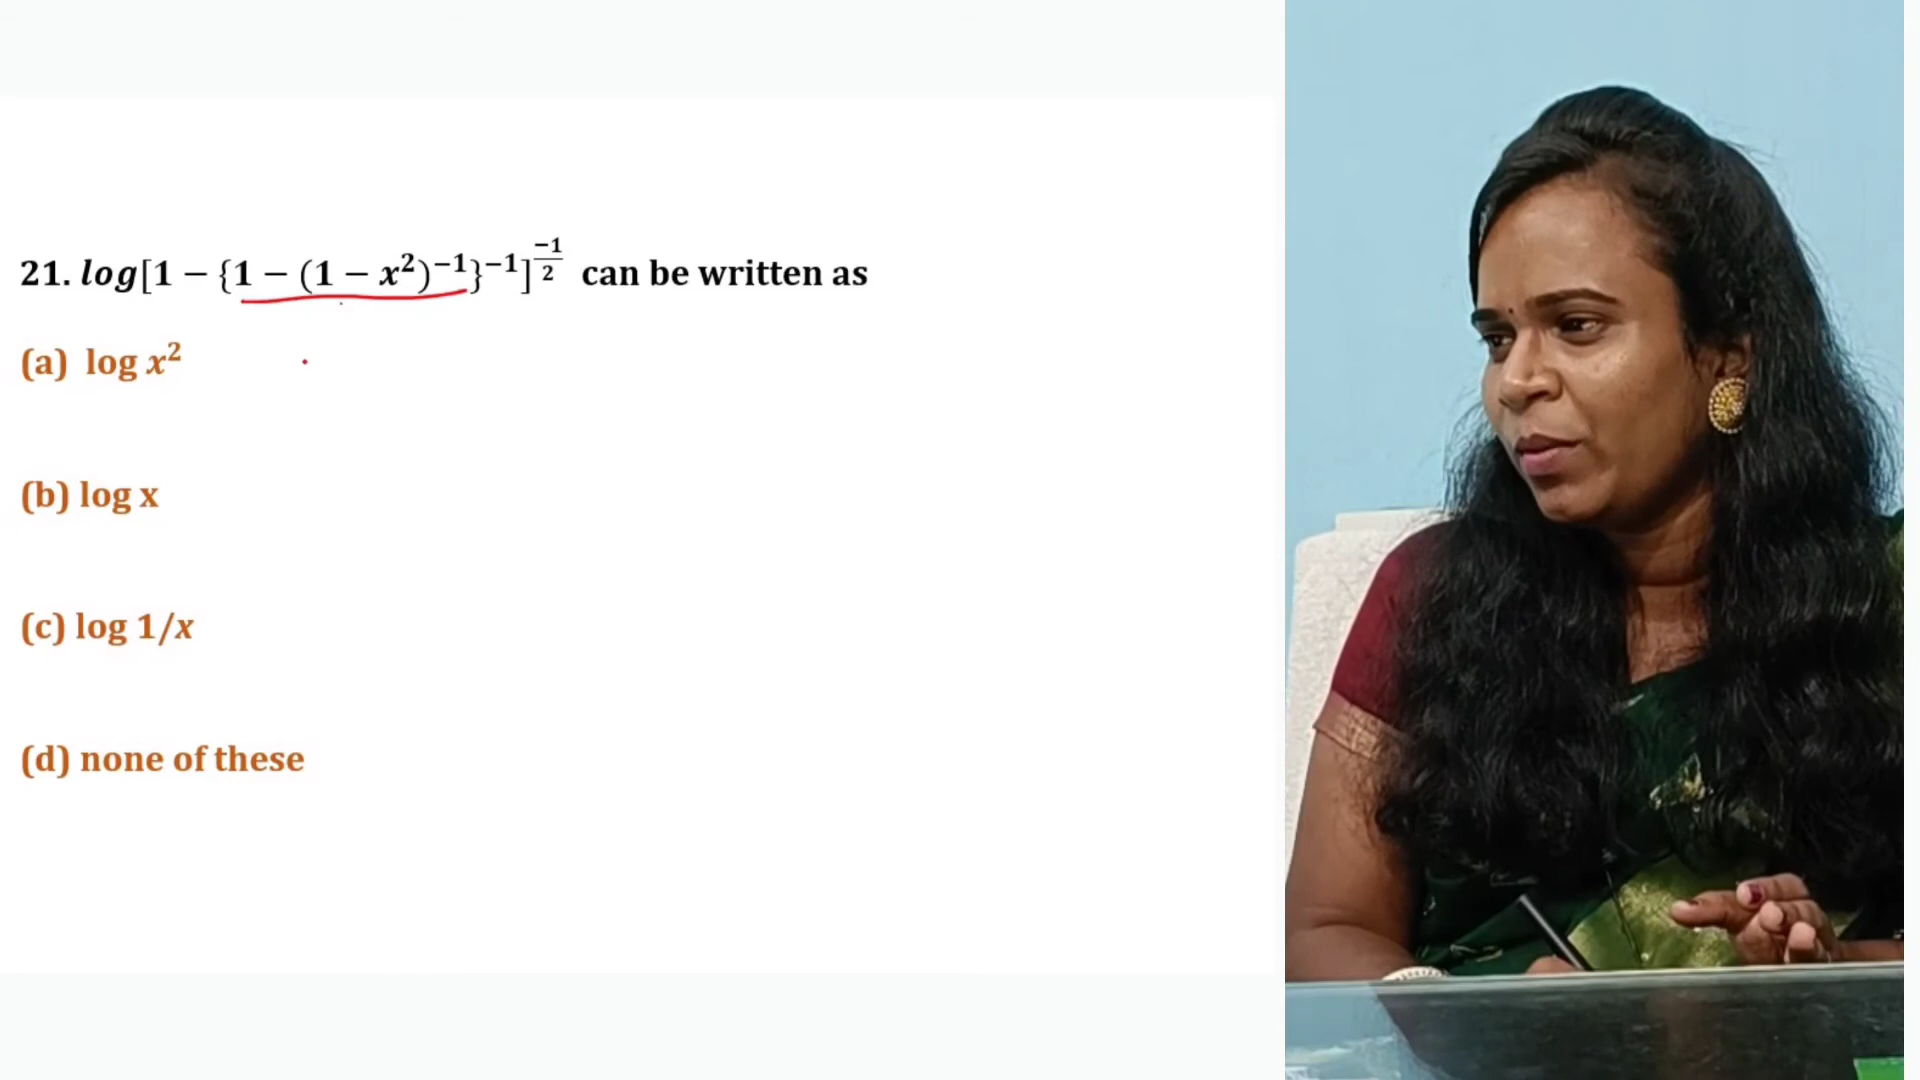 21. log[1 − {1 − (1 − x²)⁻¹}⁻¹]^(−1/2) can be written as
(a) log x²
(b) log x
(c) log 1/x
(d) none of these